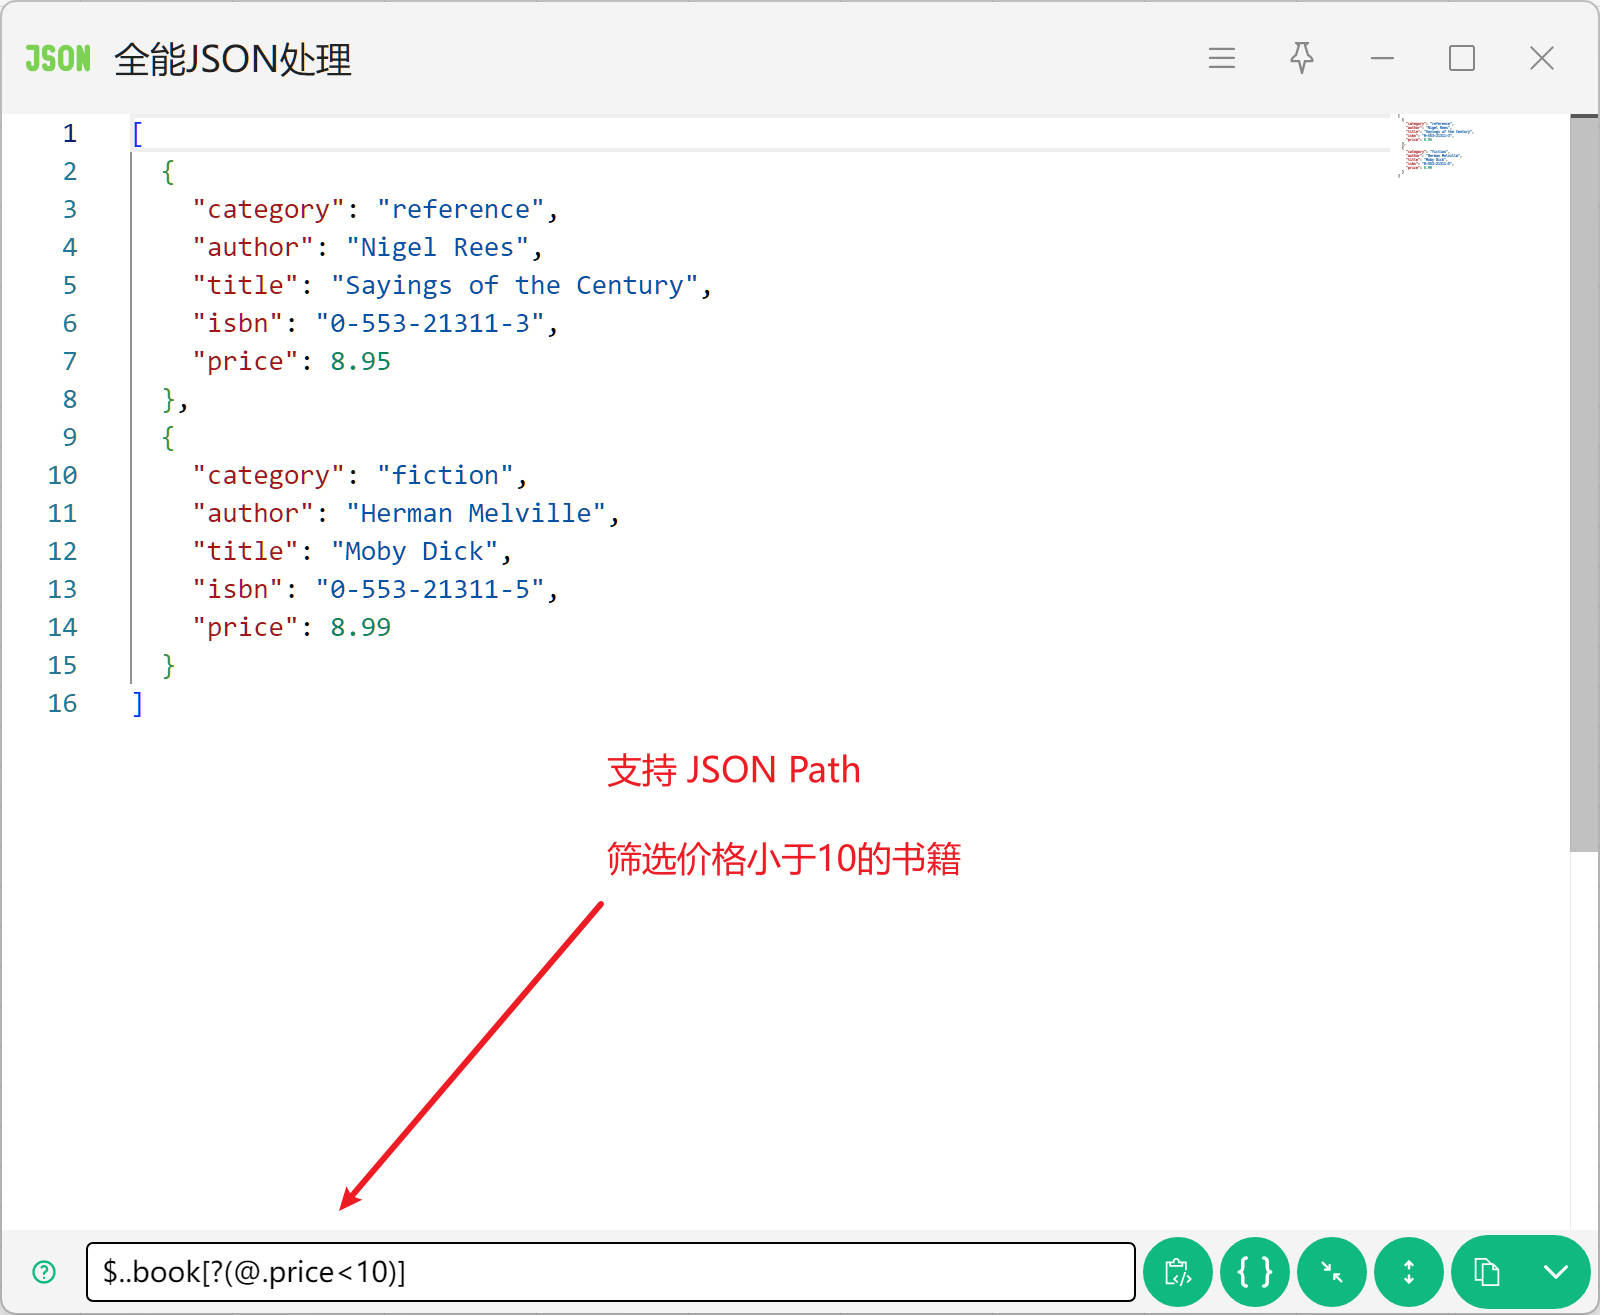 JSON 全能JSON处理
1 [
2 {
3 "category": "reference",
4 "author": "Nigel Rees",
5 "title": "Sayings of the Century",
6 "isbn": "0-553-21311-3",
7 "price": 8.95
8 },
9 {
10 "category": "fiction",
11 "author": "Herman Melville",
12 "title": "Moby Dick",
13 "isbn": "0-553-21311-5",
14 "price": 8.99
15 }
16 ]
支持 JSON Path
筛选价格小于10的书籍
$..book[?(@.price<10)]